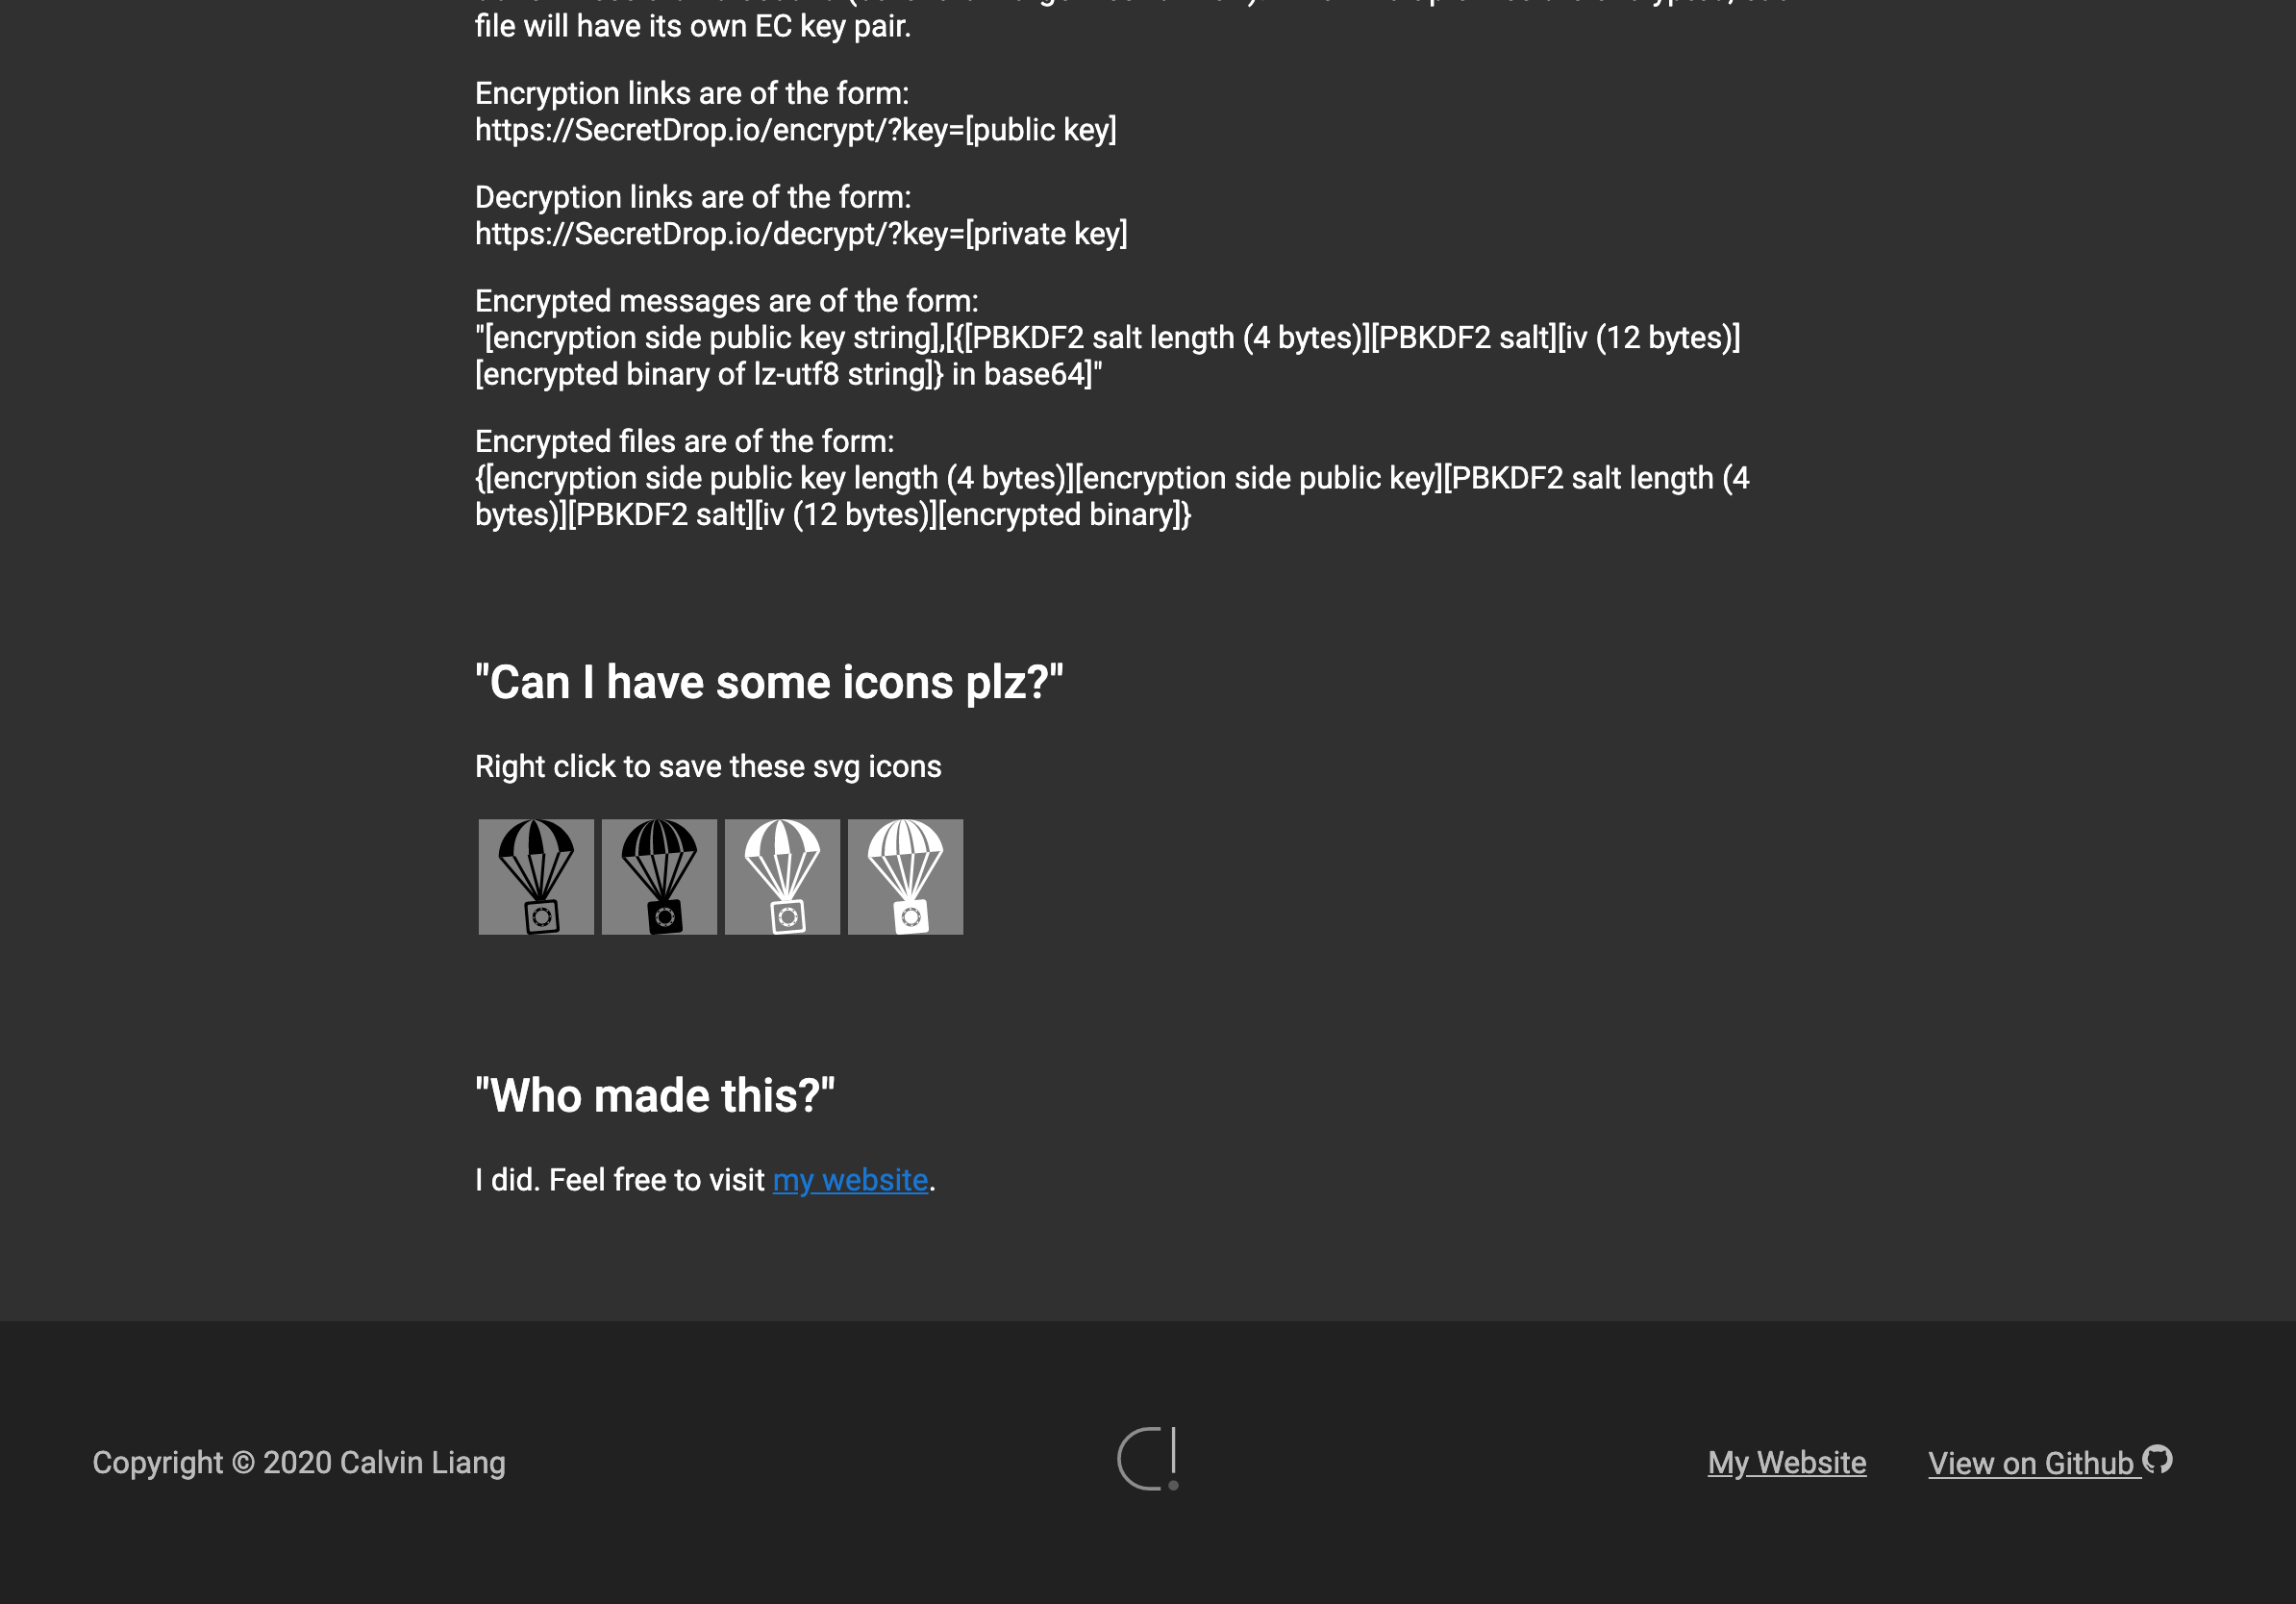 file will have its own EC key pair.
Encryption links are of the form:
https://SecretDrop.io/encrypt/?key=[public key]
Decryption links are of the form:
https://SecretDrop.io/decrypt/?key=[private key]
Encrypted messages are of the form:
"[encryption side public key string],[{[PBKDF2 salt length (4 bytes)][PBKDF2 salt][iv (12 bytes)]
[encrypted binary of lz-utf8 string]} in base64]"
Encrypted files are of the form:
{[encryption side public key length (4 bytes)][encryption side public key][PBKDF2 salt length (4
bytes)][PBKDF2 salt][iv (12 bytes)][encrypted binary]}
"Can I have some icons plz?"
Right click to save these svg icons
"Who made this?"
I did. Feel free to visit my website.
Copyright © 2020 Calvin Liang
My Website
View on Github